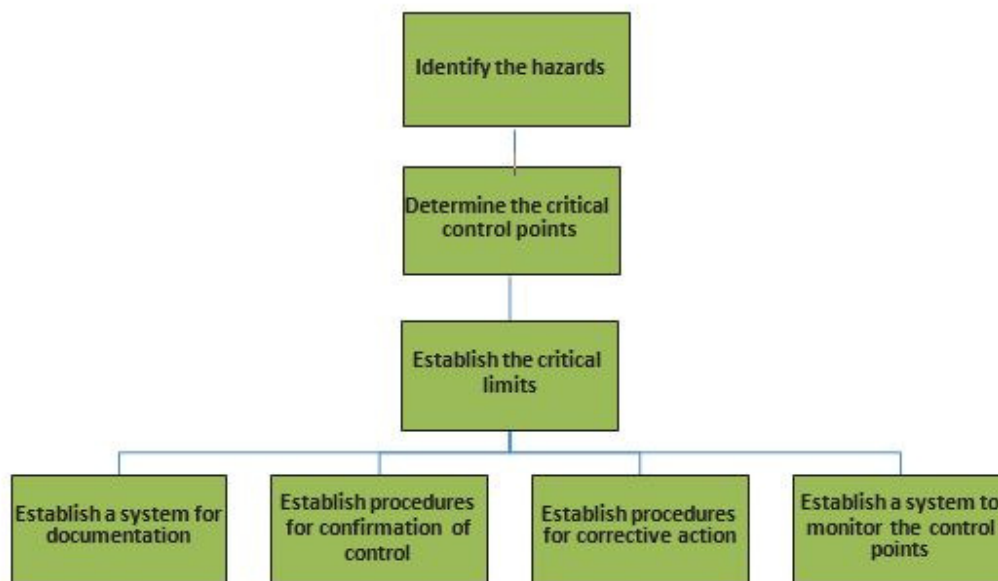 Identify the hazards
Determine the critical
control points
Establish the critical
limits
Establish a system for
documentation
Establish procedures
for confirmation of
control
Establish procedures
for corrective action
Establish a system to
monitor the control
points